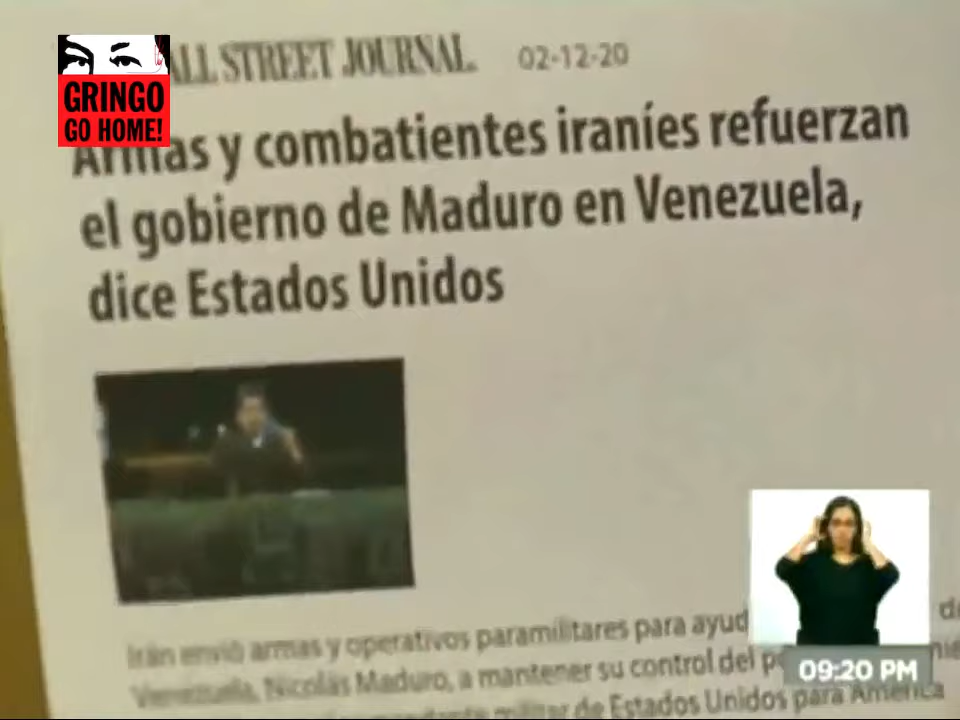 ALL STREET JOURNAL 02-12-20
GRINGO
GO HOME!
Armas y combatientes iraníes refuerzan
el gobierno de Maduro en Venezuela,
dice Estados Unidos
Irán envió armas y operativos paramilitares para ayud
Venezuela, Nicolás Maduro, a mantener su control del
militar de Estados Unidos para América
09:20 PM